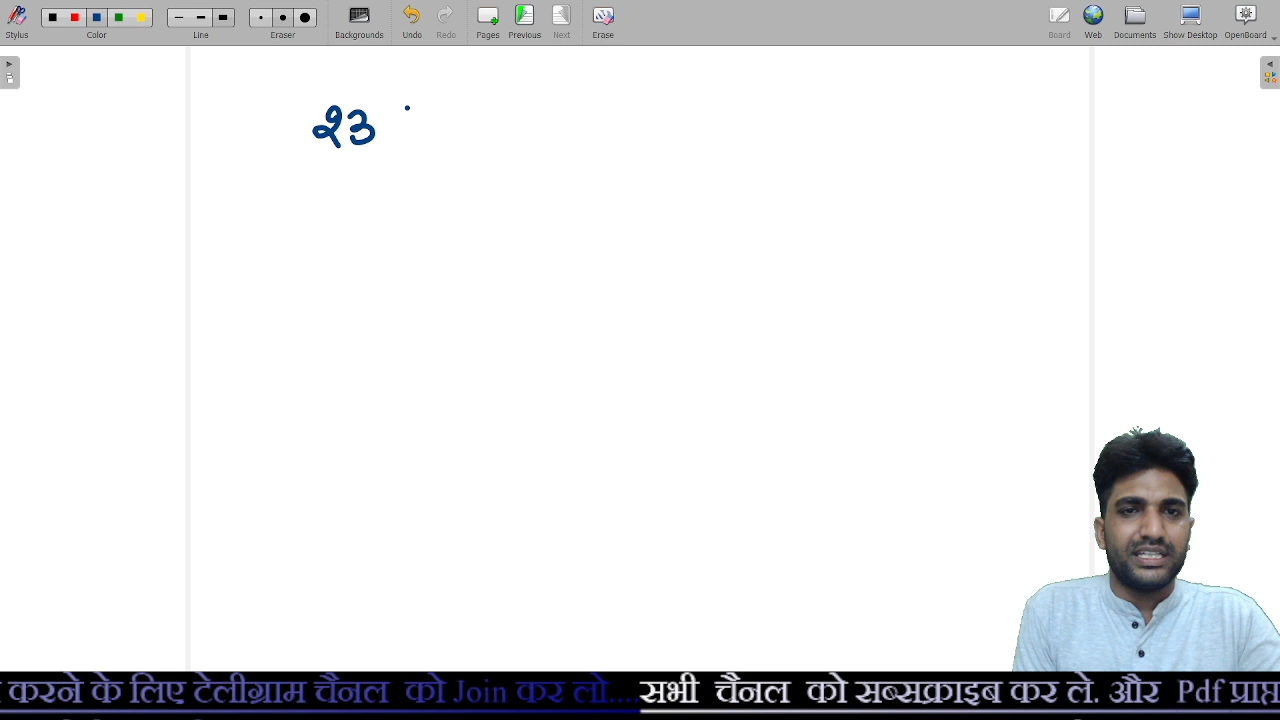 Stylus Color Line Eraser Backgrounds Undo Redo Pages Previous Next Erase Board Web Documents Show Desktop OpenBoard
23
करने के लिए टेलीग्राम चैनल को Join कर लो....सभी चैनल को सब्सक्राइब कर ले. और Pdf प्राप्त